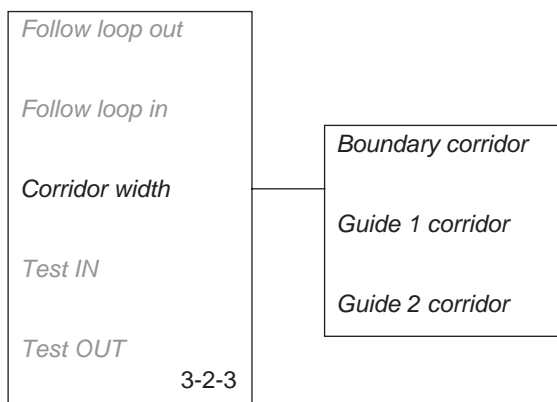 Follow loop out
Follow loop in
Corridor width
Test IN
Test OUT
3-2-3
Boundary corridor
Guide 1 corridor
Guide 2 corridor